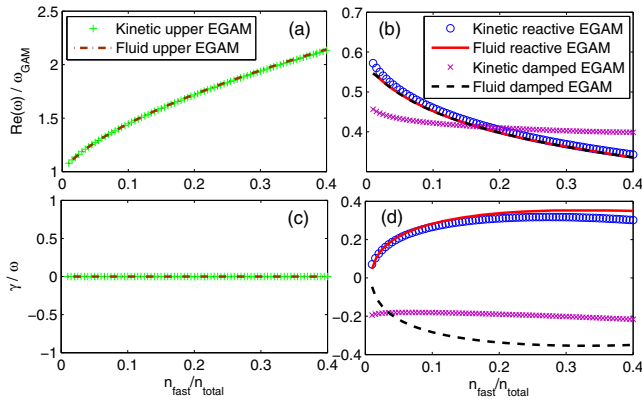 (a)
Kinetic upper EGAM
Fluid upper EGAM
Re(ω) / ω_GAM
2.5
2
1.5
1
0 0.1 0.2 0.3 0.4
(b)
Kinetic reactive EGAM
Fluid reactive EGAM
Kinetic damped EGAM
Fluid damped EGAM
0.7
0.6
0.5
0.4
0 0.1 0.2 0.3 0.4
(c)
γ / ω
1
0.5
0
−0.5
−1
0 0.1 0.2 0.3 0.4
n_fast/n_total
(d)
0.4
0.2
0
−0.2
−0.4
0 0.1 0.2 0.3 0.4
n_fast/n_total